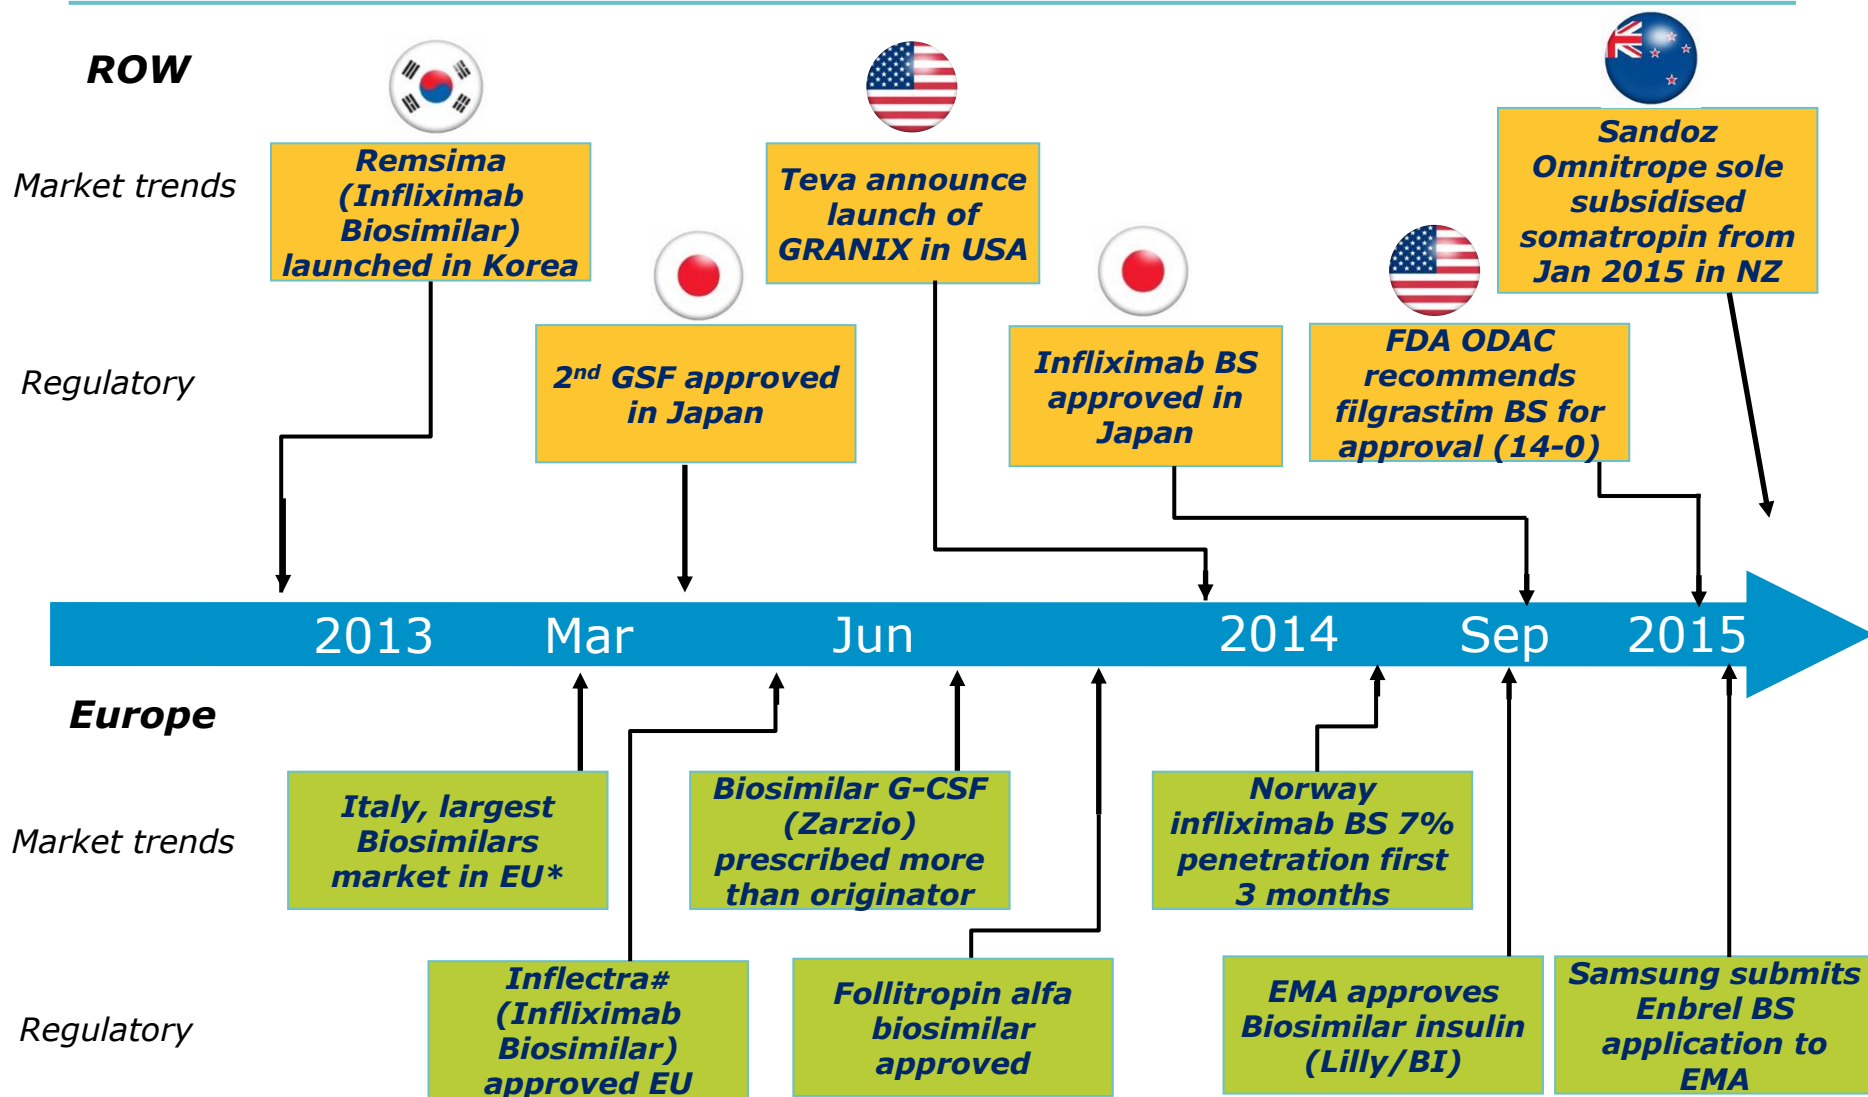 ROW
Market trends
Remsima
(Infliximab
Biosimilar)
launched in Korea
Teva announce
launch of
GRANIX in USA
Sandoz
Omnitrope sole
subsidised
somatropin from
Jan 2015 in NZ
Regulatory
2nd GSF approved
in Japan
Infliximab BS
approved in
Japan
FDA ODAC
recommends
filgrastim BS for
approval (14-0)
2013 Mar Jun 2014 Sep 2015
Europe
Market trends
Italy, largest
Biosimilars
market in EU*
Biosimilar G-CSF
(Zarzio)
prescribed more
than originator
Norway
infliximab BS 7%
penetration first
3 months
Regulatory
Inflectra#
(Infliximab
Biosimilar)
approved EU
Follitropin alfa
biosimilar
approved
EMA approves
Biosimilar insulin
(Lilly/BI)
Samsung submits
Enbrel BS
application to
EMA